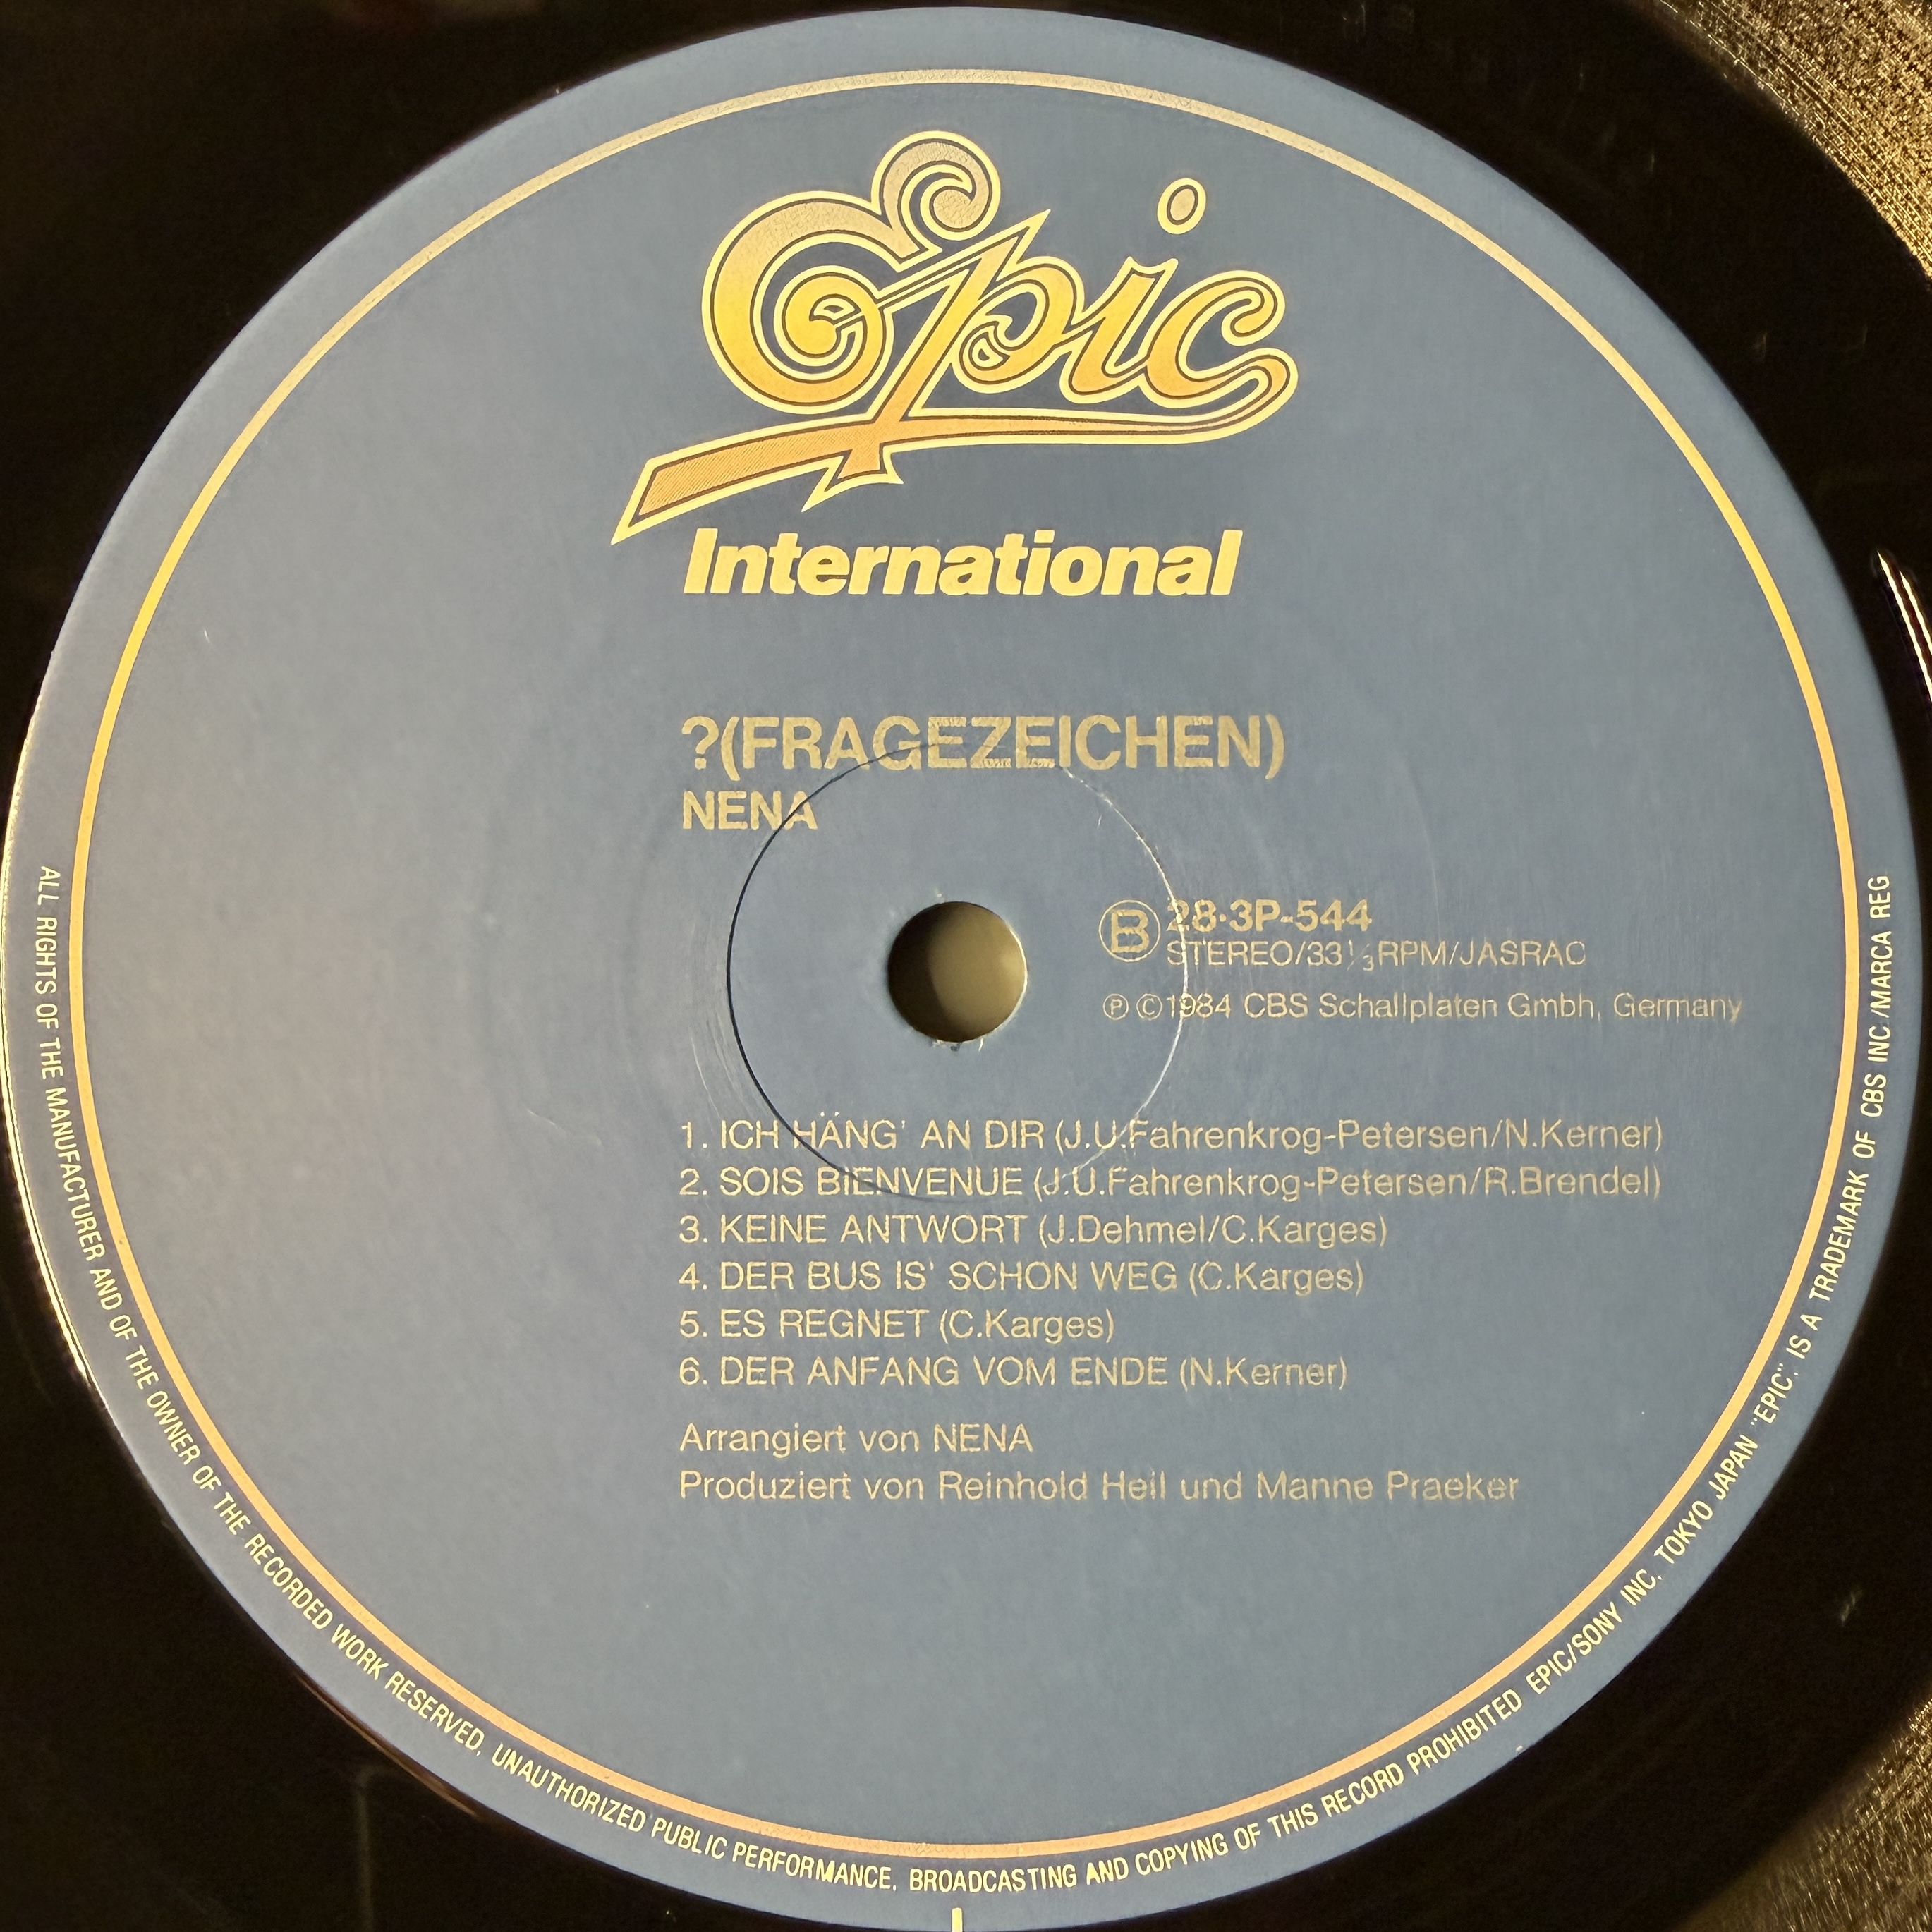 Epic
International
?(FRAGEZEICHEN)
NENA
Ⓑ 28·3P-544
STEREO/33⅓RPM/JASRAC
Ⓟ ©1984 CBS Schallplaten Gmbh, Germany
1. ICH HÄNG' AN DIR (J.U.Fahrenkrog-Petersen/N.Kerner)
2. SOIS BIENVENUE (J.U.Fahrenkrog-Petersen/R.Brendel)
3. KEINE ANTWORT (J.Dehmel/C.Karges)
4. DER BUS IS' SCHON WEG (C.Karges)
5. ES REGNET (C.Karges)
6. DER ANFANG VOM ENDE (N.Kerner)
Arrangiert von NENA
Produziert von Reinhold Heil und Manne Praeker
ALL RIGHTS OF THE MANUFACTURER AND OF THE OWNER OF THE RECORDED WORK RESERVED. UNAUTHORIZED PUBLIC PERFORMANCE, BROADCASTING AND COPYING OF THIS RECORD PROHIBITED EPIC/SONY INC. TOKYO JAPAN "EPIC." IS A TRADEMARK OF CBS INC /MARCA REG